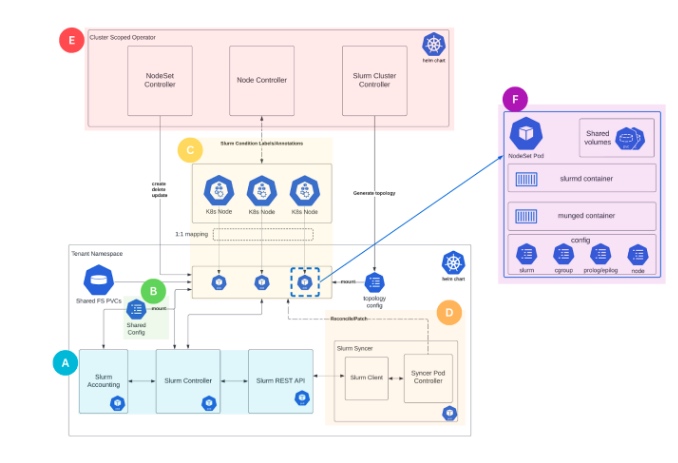 E
Cluster Scoped Operator
helm chart
NodeSet
Controller
Node Controller
Slurm Cluster
Controller
F
NodeSet Pod
Shared
volumes
slurmd container
munged container
config
slurm
cgroup
prolog/epilog
node
C
Slurm Condition Labels/Annotations
K8s Node
K8s Node
K8s Node
create
delete
update
Generate topology
1:1 mapping
Tenant Namespace
helm chart
Shared FS PVCs
B
mount
Shared
Config
mount
topology
config
D
Reconcile/Patch
A
Slurm
Accounting
Slurm Controller
Slurm REST API
Slurm Syncer
Slurm Client
Syncer Pod
Controller